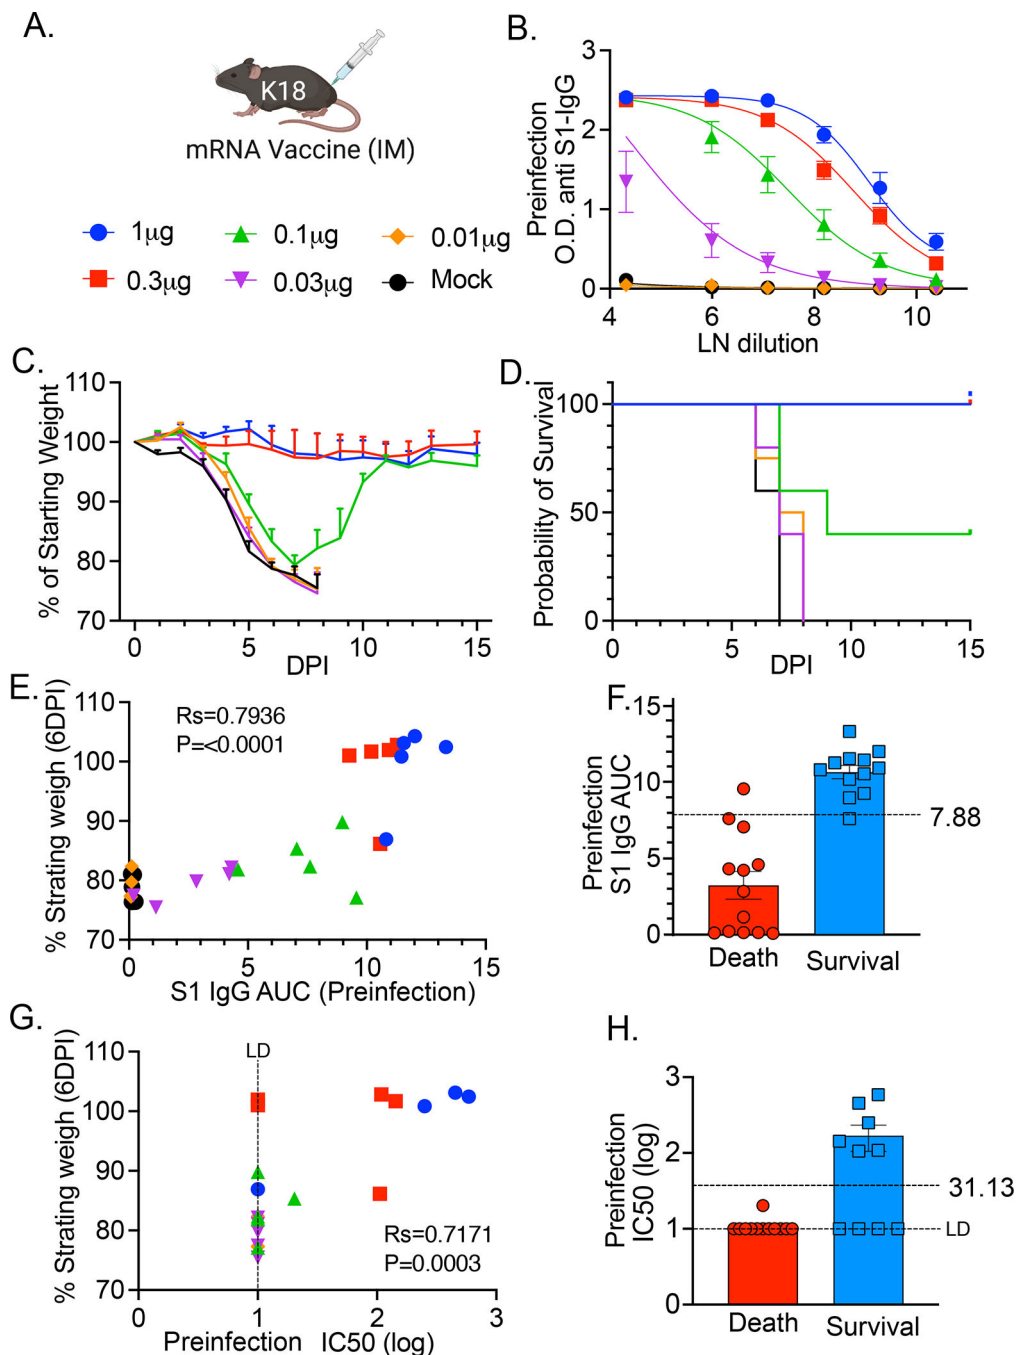 A.
K18
mRNA Vaccine (IM)
1µg
0.1µg
0.01µg
0.3µg
0.03µg
Mock
B.
Preinfection
O.D. anti S1-IgG
3
2
1
0
4
6
8
10
LN dilution
C.
% of Starting Weight
110
100
90
80
70
0
5
10
15
DPI
D.
Probability of Survival
100
50
0
0
5
10
15
DPI
E.
% Strating weigh (6DPI)
110
100
90
80
70
Rs=0.7936
P=<0.0001
0
5
10
15
S1 IgG AUC (Preinfection)
F.
Preinfection
S1 IgG AUC
15
10
5
0
7.88
Death
Survival
G.
% Strating weigh (6DPI)
110
100
90
80
70
LD
Rs=0.7171
P=0.0003
0
1
2
3
Preinfection IC50 (log)
H.
Preinfection
IC50 (log)
3
2
1
0
31.13
LD
Death
Survival